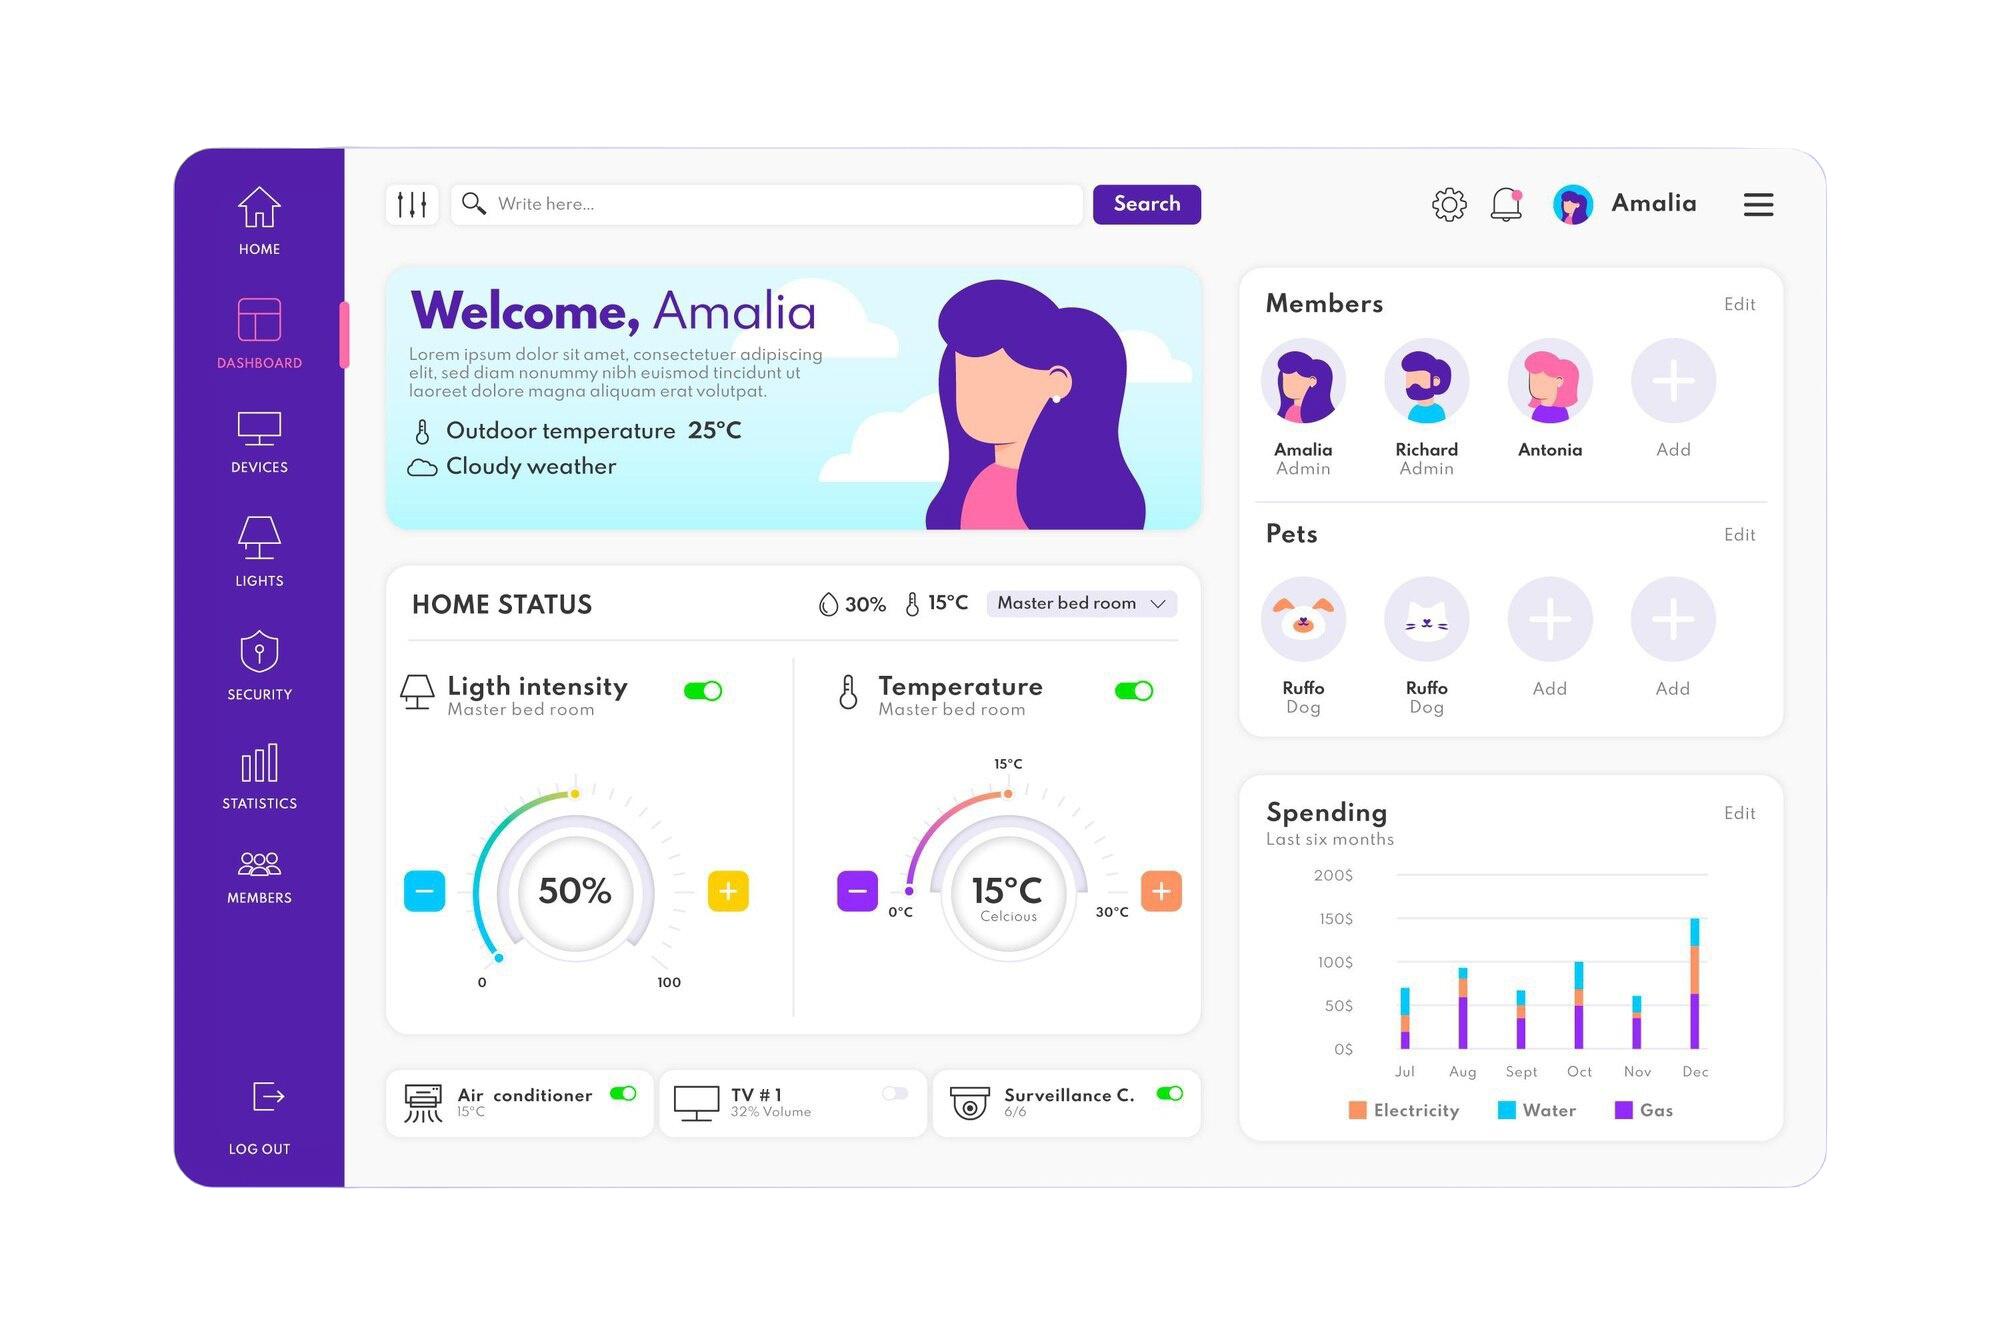 HOME
DASHBOARD
DEVICES
LIGHTS
SECURITY
STATISTICS
MEMBERS
LOG OUT
Write here...
Search
Amalia
Welcome, Amalia
Lorem ipsum dolor sit amet, consectetuer adipiscing
elit, sed diam nonummy nibh euismod tincidunt ut
laoreet dolore magna aliquam erat volutpat.
Outdoor temperature 25°C
Cloudy weather
HOME STATUS
30%
15°C
Master bed room
Ligth intensity
Master bed room
50%
0
100
Temperature
Master bed room
15°C
15°C
Celcious
0°C
30°C
Air conditioner
15°C
TV # 1
32% Volume
Surveillance C.
6/6
Members
Edit
Amalia
Admin
Richard
Admin
Antonia
Add
Pets
Edit
Ruffo
Dog
Ruffo
Dog
Add
Add
Spending
Edit
Last six months
200$
150$
100$
50$
0$
Jul
Aug
Sept
Oct
Nov
Dec
Electricity
Water
Gas